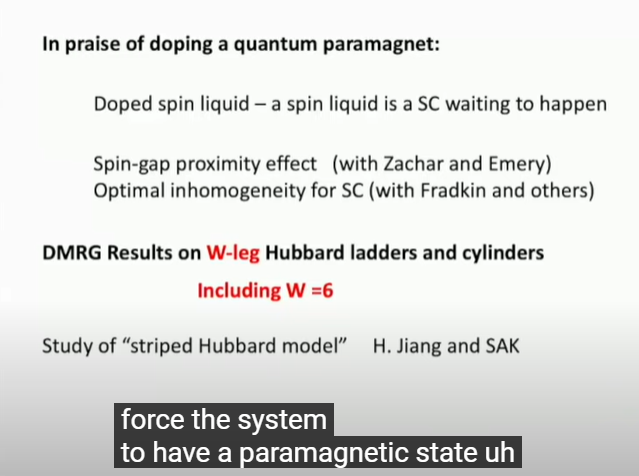 In praise of doping a quantum paramagnet:
Doped spin liquid – a spin liquid is a SC waiting to happen
Spin-gap proximity effect (with Zachar and Emery)
Optimal inhomogeneity for SC (with Fradkin and others)
DMRG Results on W-leg Hubbard ladders and cylinders
Including W =6
Study of “striped Hubbard model” H. Jiang and SAK
force the system
to have a paramagnetic state uh